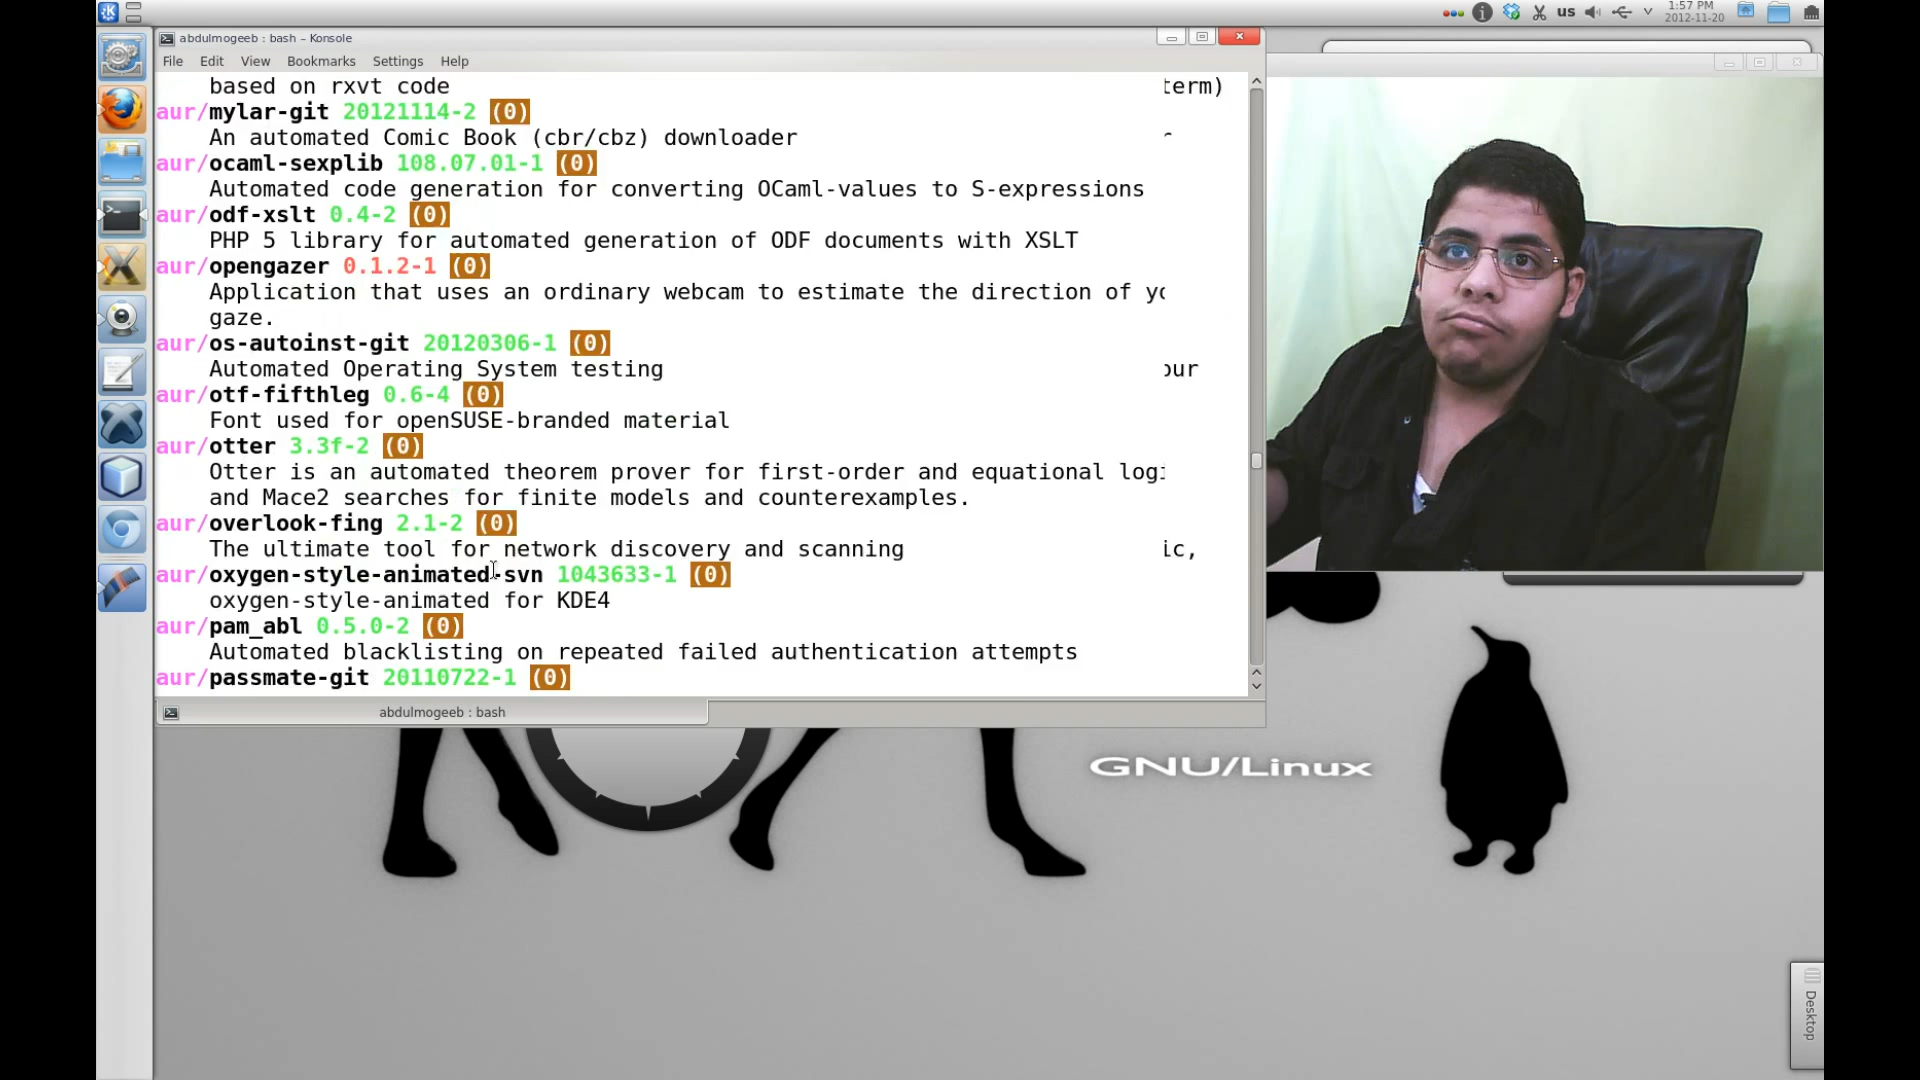 abdulmogeeb : bash – Konsole
us
1:57 PM
2012-11-20
File Edit View Bookmarks Settings Help
based on rxvt code term)
aur/mylar-git 20121114-2 (0)
An automated Comic Book (cbr/cbz) downloader
aur/ocaml-sexplib 108.07.01-1 (0)
Automated code generation for converting OCaml-values to S-expressions
aur/odf-xslt 0.4-2 (0)
PHP 5 library for automated generation of ODF documents with XSLT
aur/opengazer 0.1.2-1 (0)
Application that uses an ordinary webcam to estimate the direction of yo
gaze.
aur/os-autoinst-git 20120306-1 (0)
Automated Operating System testing our
aur/otf-fifthleg 0.6-4 (0)
Font used for openSUSE-branded material
aur/otter 3.3f-2 (0)
Otter is an automated theorem prover for first-order and equational logi
and Mace2 searches for finite models and counterexamples.
aur/overlook-fing 2.1-2 (0)
The ultimate tool for network discovery and scanning ic,
aur/oxygen-style-animated-svn 1043633-1 (0)
oxygen-style-animated for KDE4
aur/pam_abl 0.5.0-2 (0)
Automated blacklisting on repeated failed authentication attempts
aur/passmate-git 20110722-1 (0)
abdulmogeeb : bash
GNU/Linux
Desktop